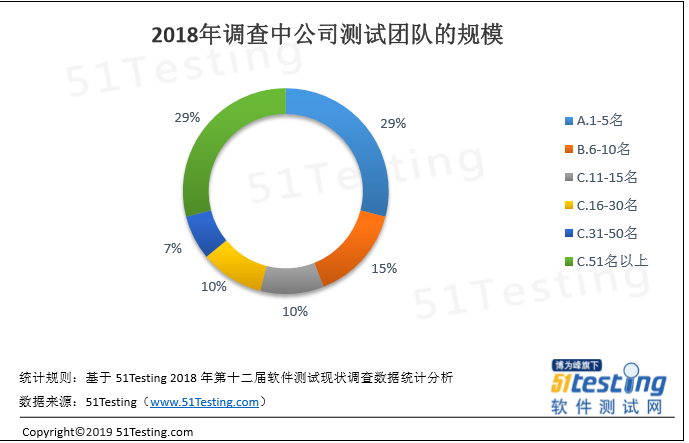 2018年调查中公司测试团队的规模
51Testing
29%
29%
A.1-5名
B.6-10名
C.11-15名
C.16-30名
C.31-50名
C.51名以上
51Testing
7%
15%
10%
10%
51Testing
统计规则：基于 51Testing 2018 年第十二届软件测试现状调查数据统计分析
数据来源：51Testing（www.51Testing.com）
博为峰旗下
51testing
软件测试网
Copyright©2019 51Testing.com